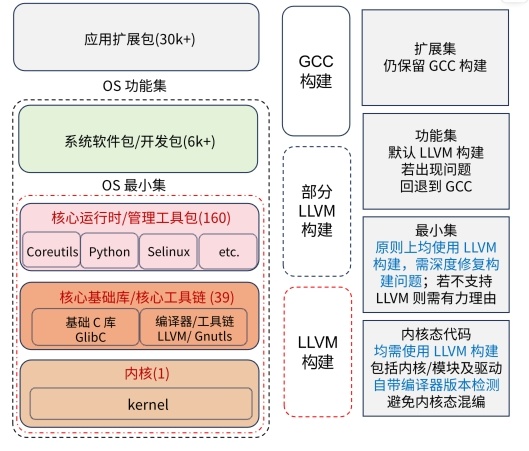 应用扩展包(30k+)
OS 功能集
系统软件包/开发包(6k+)
OS 最小集
核心运行时/管理工具包(160)
Coreutils
Python
Selinux
etc.
核心基础库/核心工具链 (39)
基础 C 库
GlibC
编译器/工具链
LLVM/ Gnutls
内核(1)
kernel
GCC
构建
部分
LLVM
构建
LLVM
构建
扩展集
仍保留 GCC 构建
功能集
默认 LLVM 构建
若出现问题
回退到 GCC
最小集
原则上均使用 LLVM
构建，需深度修复构
建问题；若不支持
LLVM 则需有力理由
内核态代码
均需使用 LLVM 构建
包括内核/模块及驱动
自带编译器版本检测
避免内核态混编